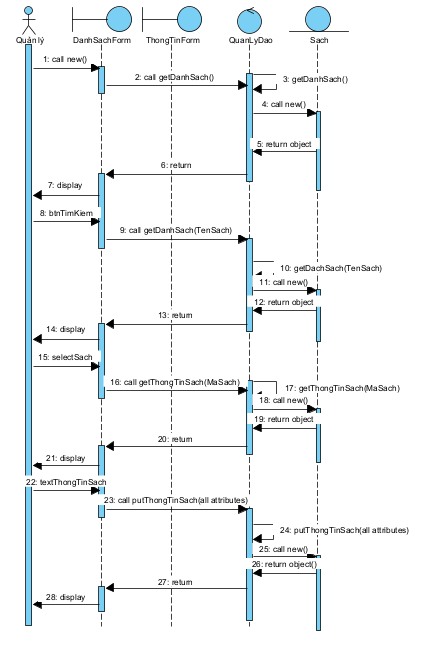 Quản lý
DanhSachForm
ThongTinForm
QuanLyDao
Sach
1: call new()
2: call getDanhSach()
3: getDanhSach()
4: call new()
5: return object
6: return
7: display
8: btnTimKiem
9: call getDanhSach(TenSach)
10: getDachSach(TenSach)
11: call new()
12: return object
13: return
14: display
15: selectSach
16: call getThongTinSach(MaSach)
17: getThongTinSach(MaSach)
18: call new()
19: return object
20: return
21: display
22: textThongTinSach
23: call putThongTinSach(all attributes)
24: putThongTinSach(all attributes)
25: call new()
26: return object()
27: return
28: display